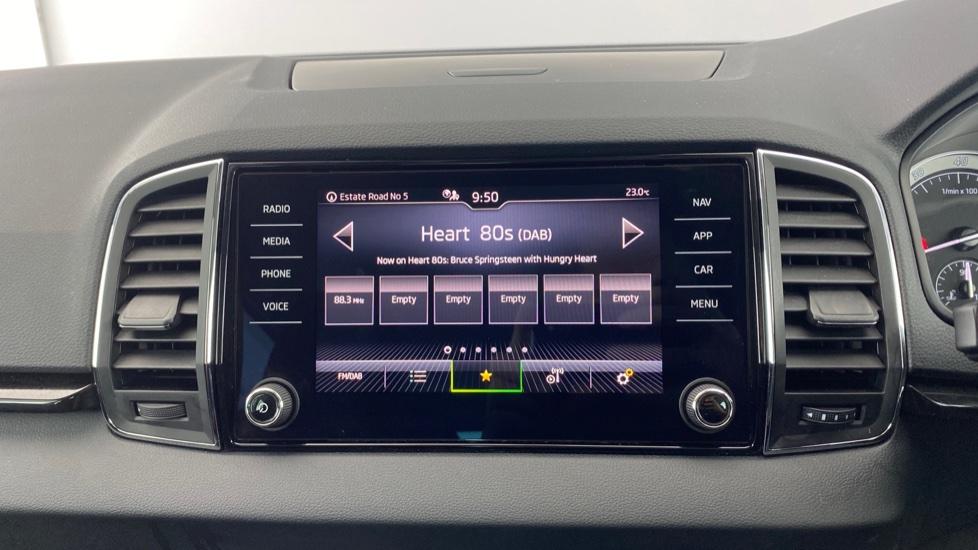 Estate Road No 5
9:50
23.0°C
RADIO
MEDIA
PHONE
VOICE
Heart 80s (DAB)
Now on Heart 80s: Bruce Springsteen with Hungry Heart
88.3 MHz
Empty
Empty
Empty
Empty
Empty
FM/DAB
NAV
APP
CAR
MENU
40
1/min x 100